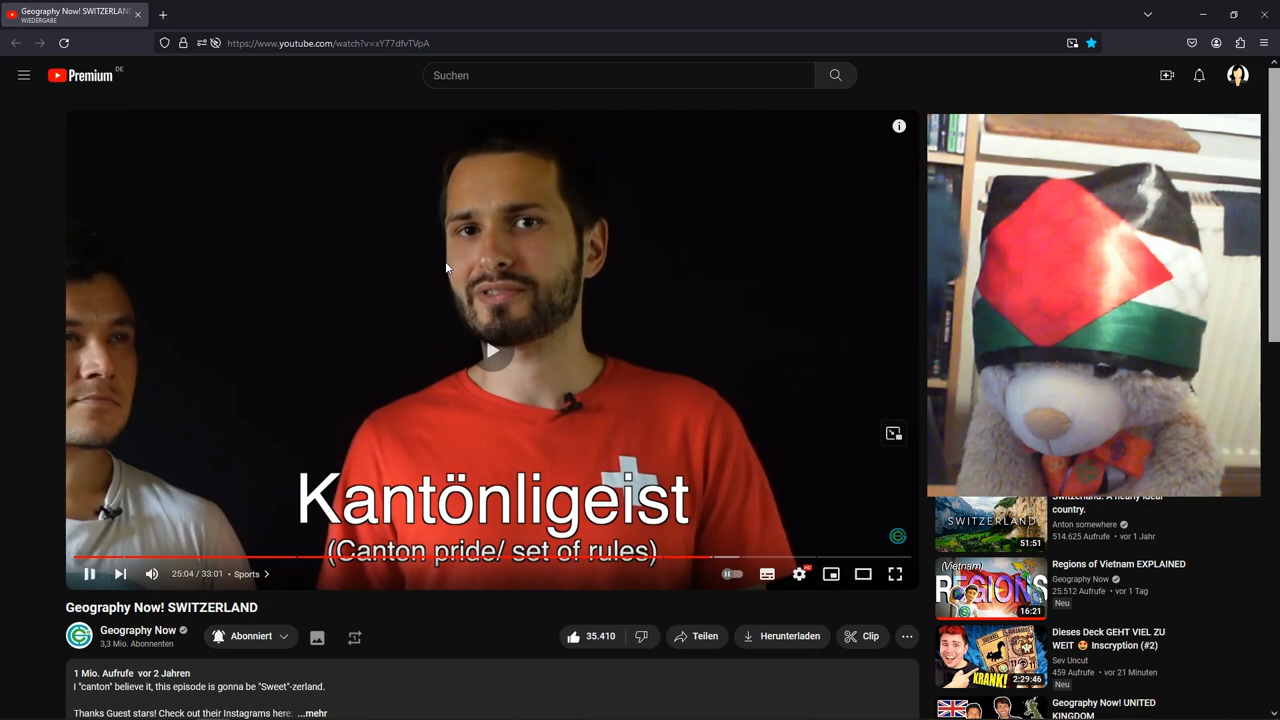 Geography Now! SWITZERLAN
WIEDERGABE
https://www.youtube.com/watch?v=xY77dfvTVpA
Premium DE
Suchen
Kantönligeist
(Canton pride/ set of rules)
25:04 / 33:01 • Sports
HD
Geography Now! SWITZERLAND
Geography Now
3,3 Mio. Abonnenten
Abonniert
35.410
Teilen
Herunterladen
Clip
1 Mio. Aufrufe vor 2 Jahren
I "canton" believe it, this episode is gonna be "Sweet"-zerland.
Thanks Guest stars! Check out their Instagrams here: ...mehr
SWITZERLAND
51:51
Switzerland: A nearly ideal
country.
Anton somewhere
514.625 Aufrufe • vor 1 Jahr
(Vietnam)
REGIONS
16:21
Regions of Vietnam EXPLAINED
Geography Now
25.512 Aufrufe • vor 1 Tag
Neu
KRANK!
2:29:46
Dieses Deck GEHT VIEL ZU
WEIT 🤩 Inscryption (#2)
Sev Uncut
459 Aufrufe • vor 21 Minuten
Neu
Geography Now! UNITED
KINGDOM